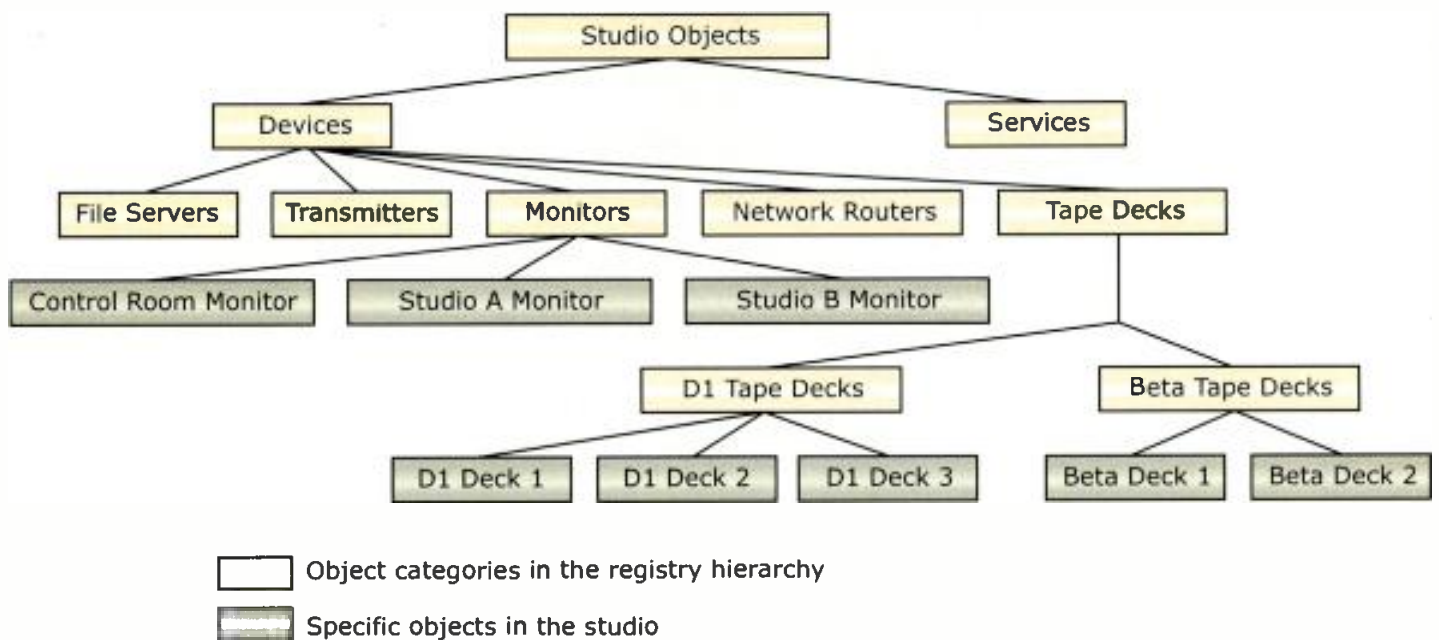 Studio Objects
Devices
Services
File Servers
Transmitters
Monitors
Network Routers
Tape Decks
Control Room Monitor
Studio A Monitor
Studio B Monitor
D1 Tape Decks
Beta Tape Decks
D1 Deck 1
D1 Deck 2
D1 Deck 3
Beta Deck 1
Beta Deck 2
Object categories in the registry hierarchy
Specific objects in the studio